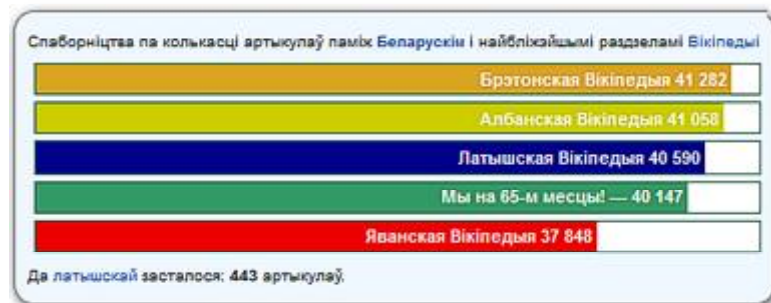 Спаборніцтва па колькасці артыкулаў паміж Беларускім і найбліжэйшымі раздзеламі Вікіпедыі
Брэтонская Вікіпедыя 41 282
Албанская Вікіпедыя 41 058
Латышская Вікіпедыя 40 590
Мы на 65-м месцы! — 40 147
Яванская Вікіпедыя 37 848
Да латышскай засталося: 443 артыкулаў.